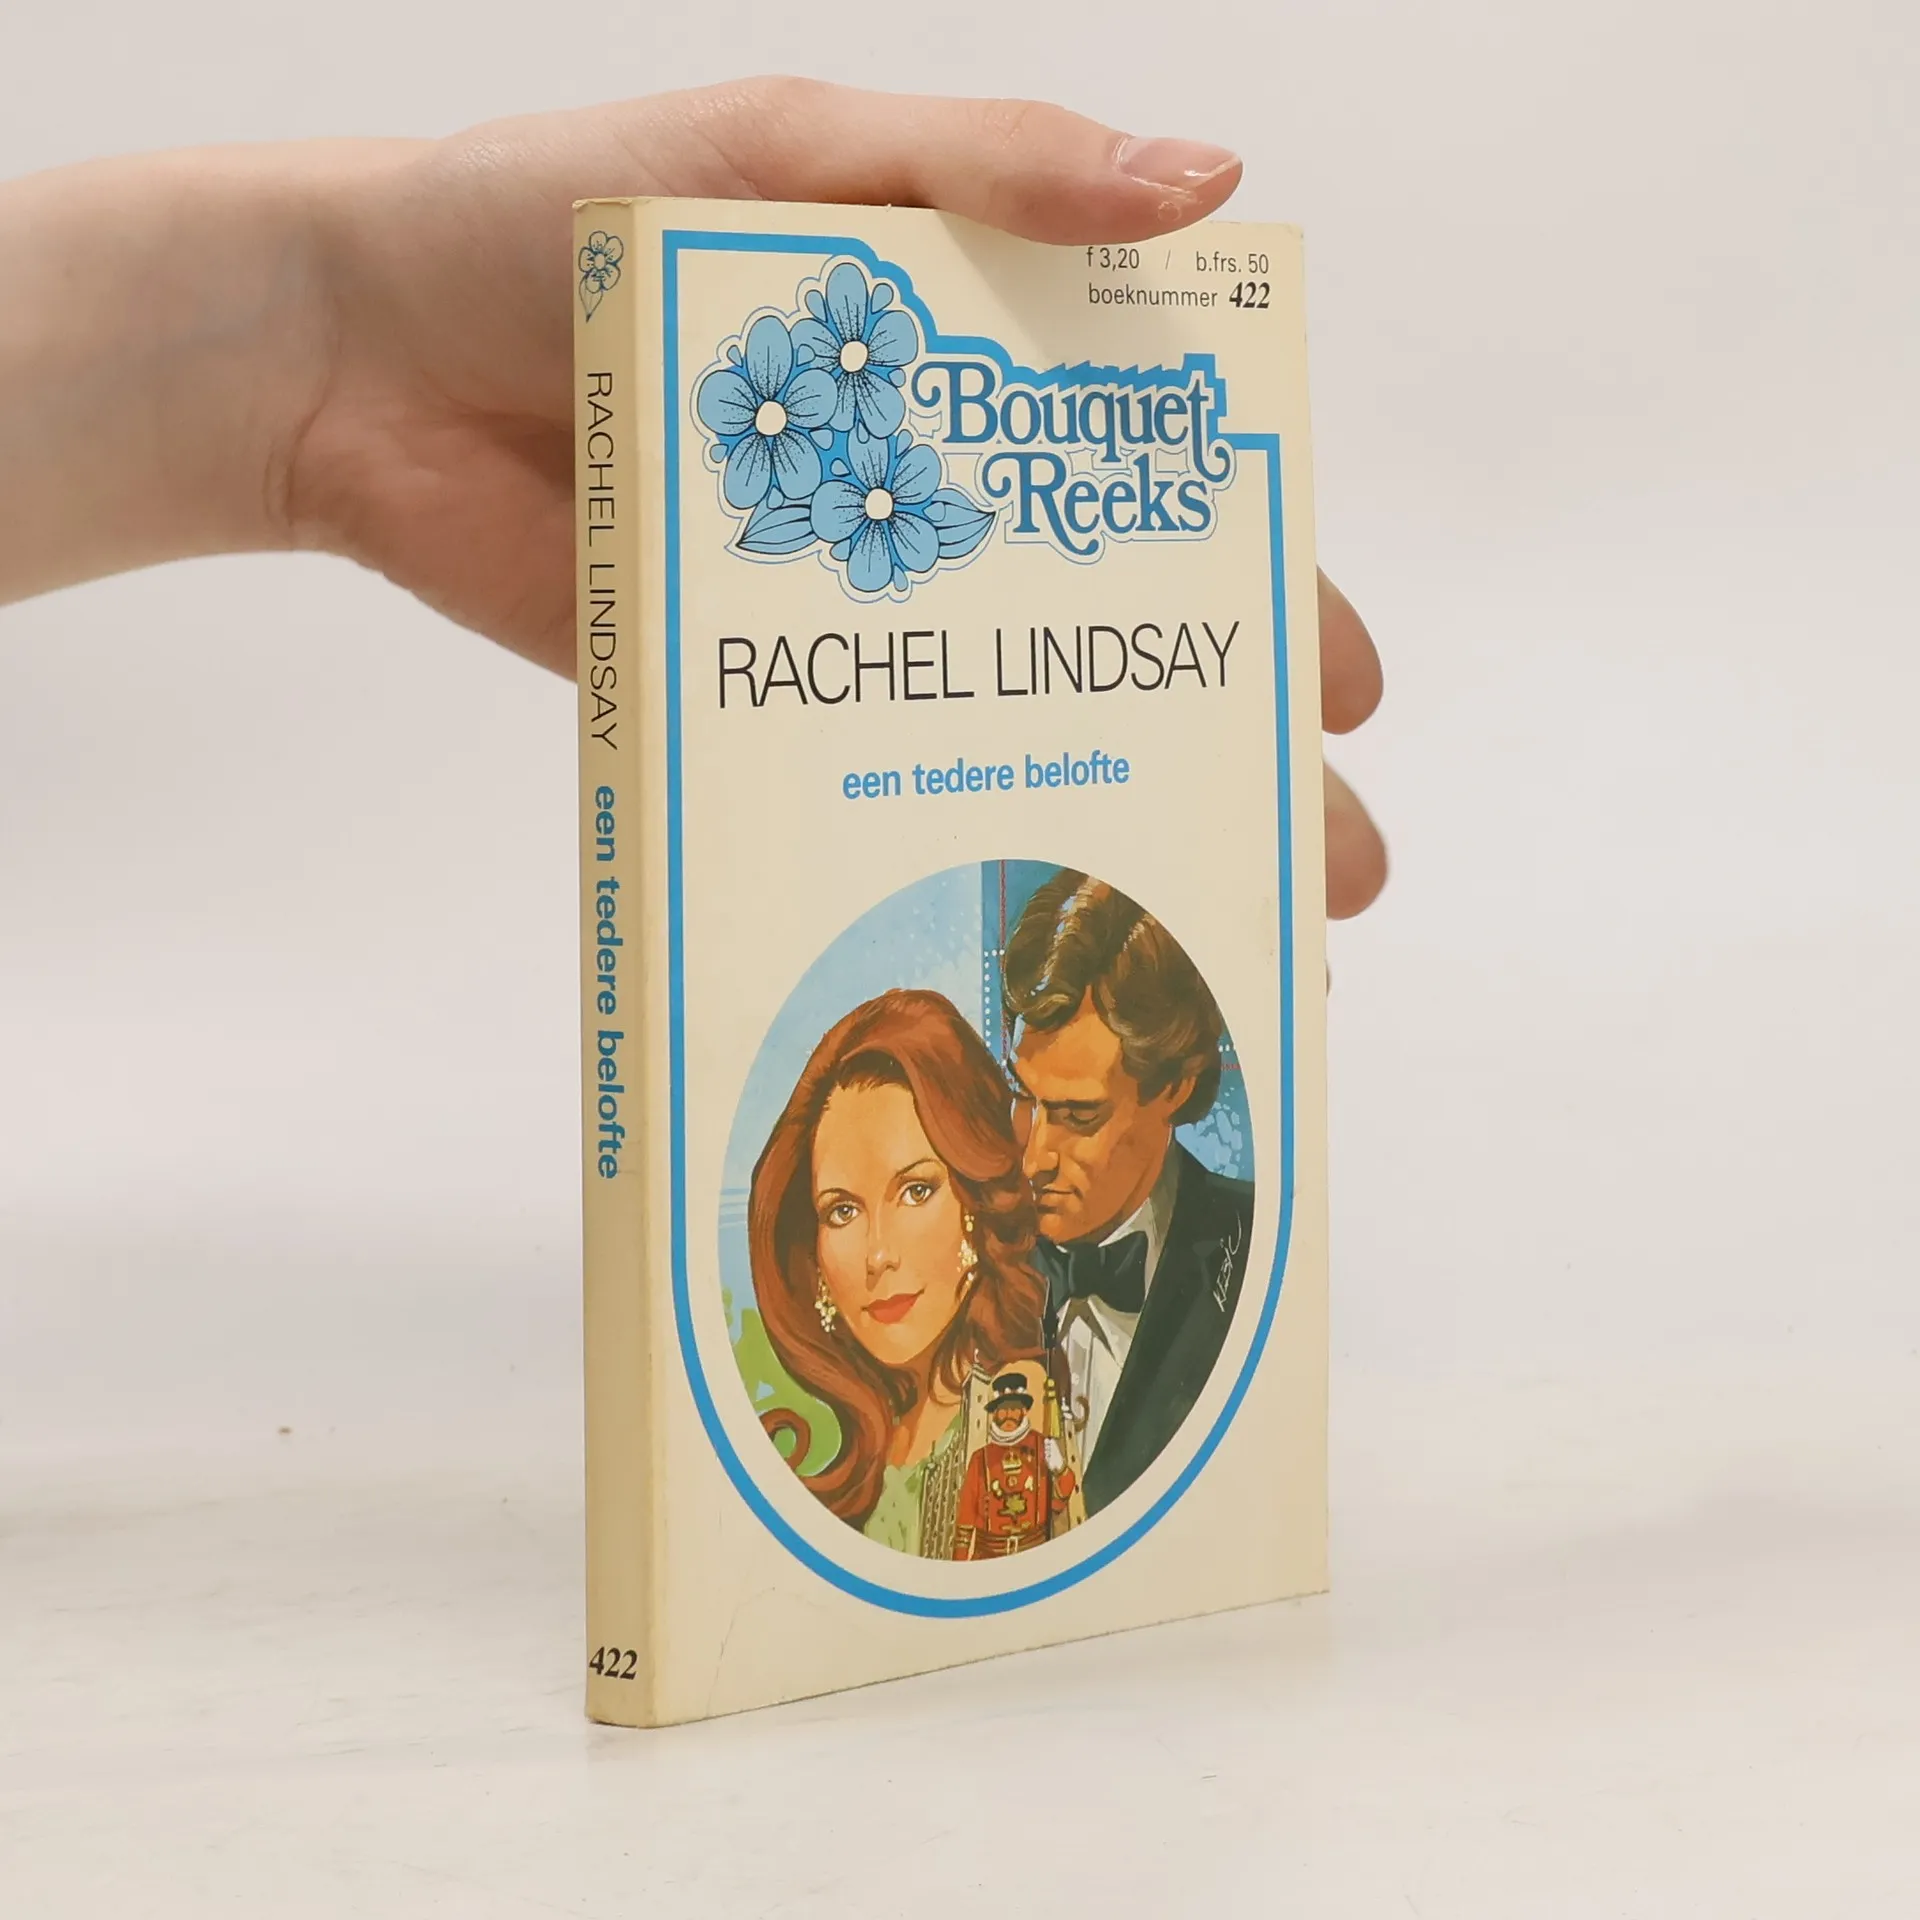 f 3,20 / b.frs. 50
boeknummer 422
Bouquet
Reeks
RACHEL LINDSAY
een tedere belofte
RACHEL LINDSAY een tedere belofte
422